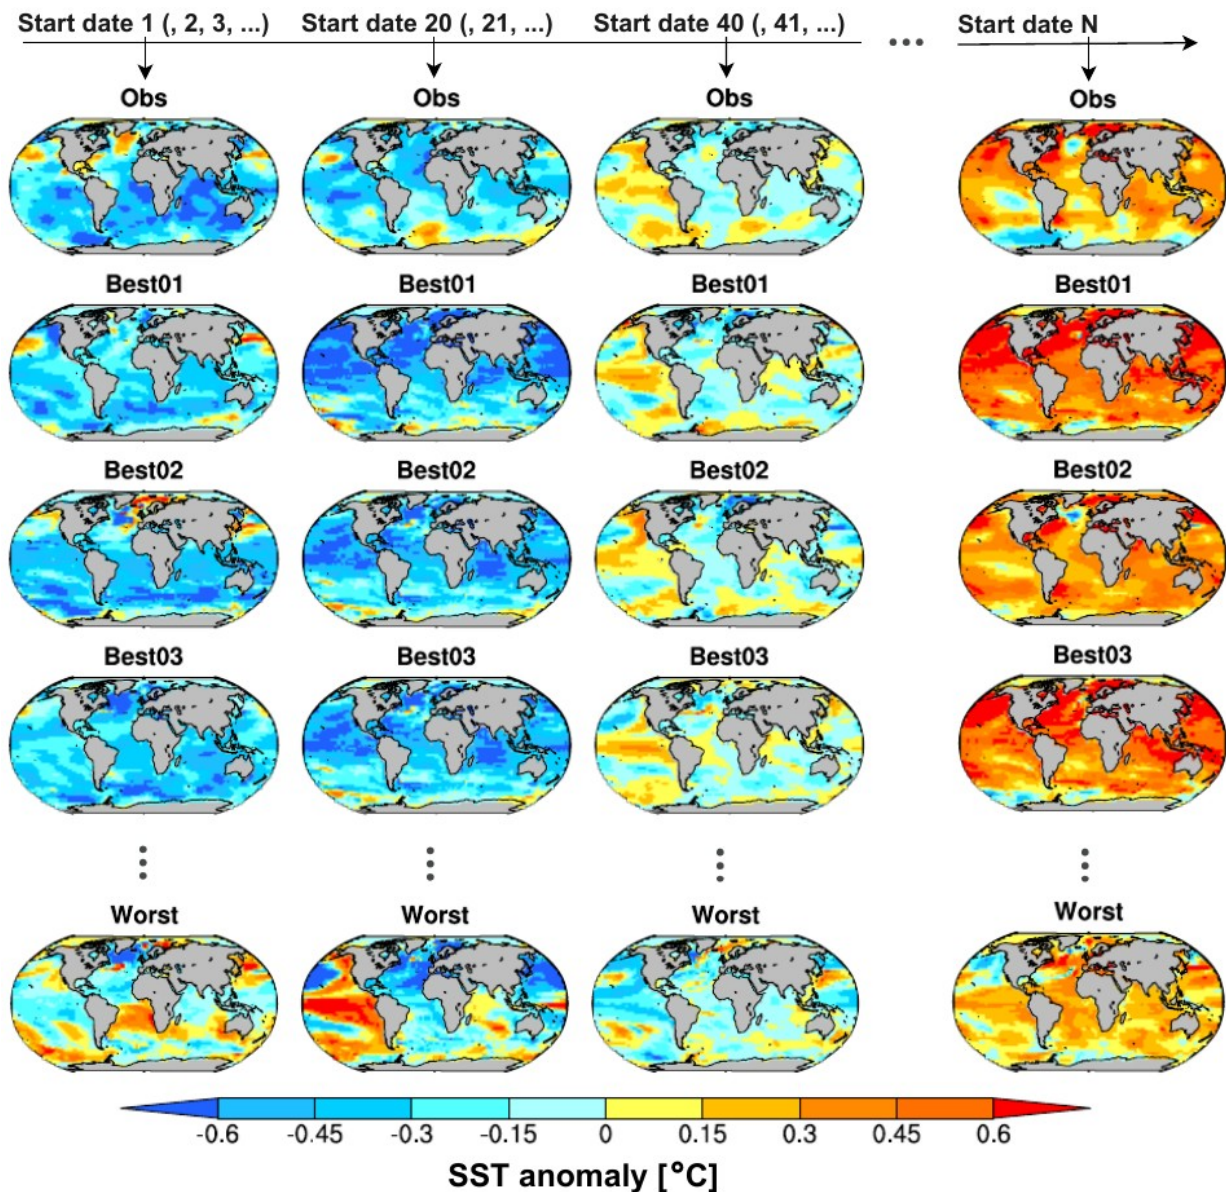 Start date 1 (, 2, 3, ...) Start date 20 (, 21, ...) Start date 40 (, 41, ...) ... Start date N
Obs Obs Obs Obs
Best01 Best01 Best01 Best01
Best02 Best02 Best02 Best02
Best03 Best03 Best03 Best03
Worst Worst Worst Worst
-0.6 -0.45 -0.3 -0.15 0 0.15 0.3 0.45 0.6
SST anomaly [°C]